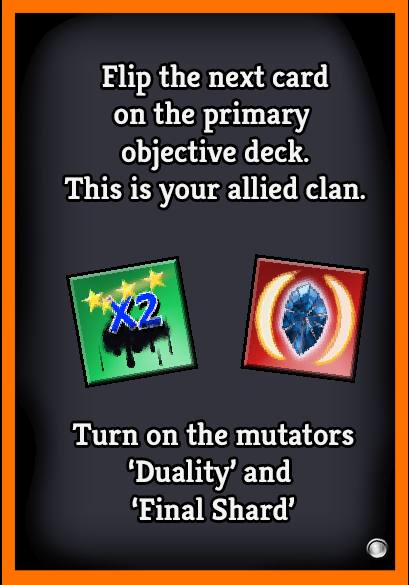 Flip the next card
on the primary
objective deck.
This is your allied clan.
X2
Turn on the mutators
‘Duality’ and
‘Final Shard’